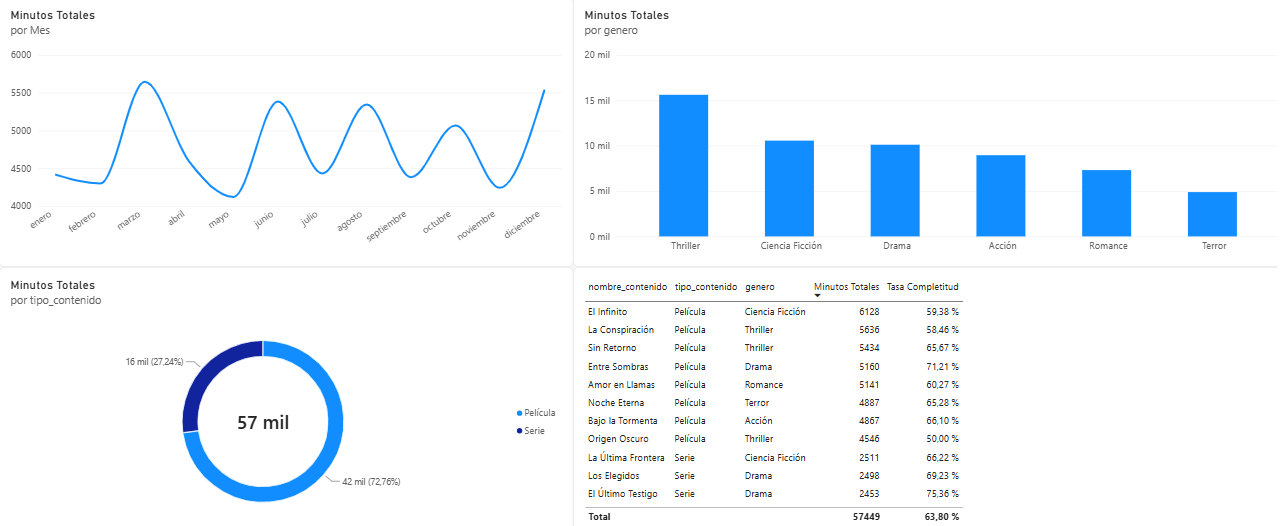 Minutos Totales
por Mes
6000
5500
5000
4500
4000
enero
febrero
marzo
abril
mayo
junio
julio
agosto
septiembre
octubre
noviembre
diciembre
Minutos Totales
por genero
20 mil
15 mil
10 mil
5 mil
0 mil
Thriller
Ciencia Ficción
Drama
Acción
Romance
Terror
Minutos Totales
por tipo_contenido
16 mil (27,24%)
57 mil
42 mil (72,76%)
Película
Serie
nombre_contenido tipo_contenido genero Minutos Totales Tasa Completitud
El Infinito Película Ciencia Ficción 6128 59,38 %
La Conspiración Película Thriller 5636 58,46 %
Sin Retorno Película Thriller 5434 65,67 %
Entre Sombras Película Drama 5160 71,21 %
Amor en Llamas Película Romance 5141 60,27 %
Noche Eterna Película Terror 4887 65,28 %
Bajo la Tormenta Película Acción 4867 66,10 %
Origen Oscuro Película Thriller 4546 50,00 %
La Última Frontera Serie Ciencia Ficción 2511 66,22 %
Los Elegidos Serie Drama 2498 69,23 %
El Último Testigo Serie Drama 2453 75,36 %
Total 57449 63,80 %